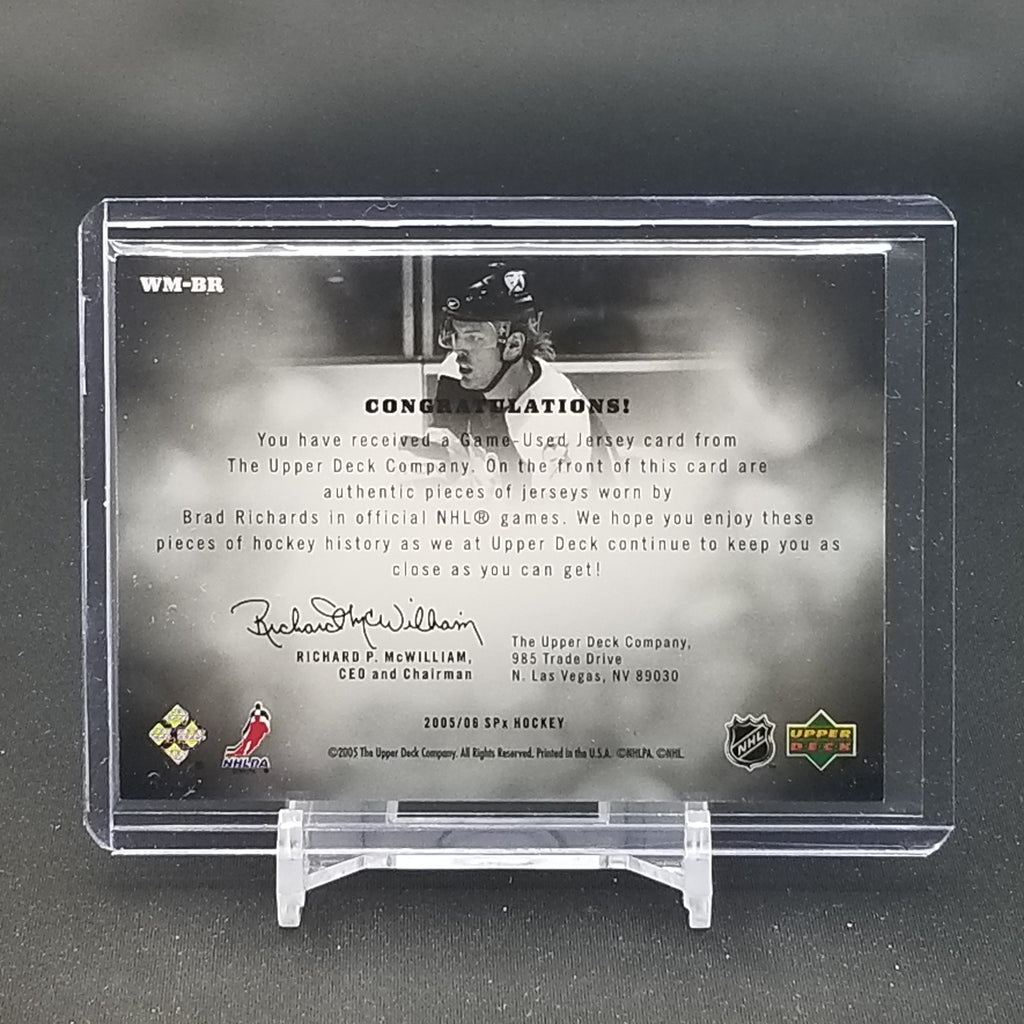 WM-BR
CONGRATULATIONS!
You have received a Game-Used Jersey card from
The Upper Deck Company. On the front of this card are
authentic pieces of jerseys worn by
Brad Richards in official NHL® games. We hope you enjoy these
pieces of hockey history as we at Upper Deck continue to keep you as
close as you can get!
Richard McWilliam
RICHARD P. McWILLIAM,
CEO and Chairman
The Upper Deck Company,
985 Trade Drive
N. Las Vegas, NV 89030
2005/06 SPx HOCKEY
©2005 The Upper Deck Company. All Rights Reserved. Printed in the U.S.A. ©NHLPA. ©NHL.
NHLPA
NHL
UPPER
DECK